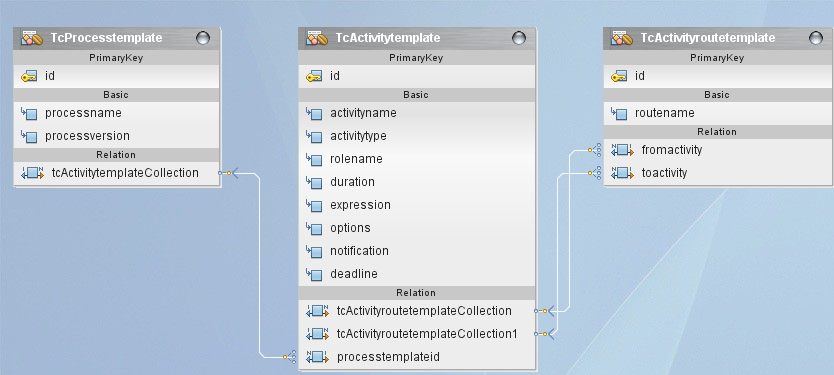 TcProcesstemplate
PrimaryKey
id
Basic
processname
processversion
Relation
tcActivitytemplateCollection
TcActivitytemplate
PrimaryKey
id
Basic
activityname
activitytype
rolename
duration
expression
options
notification
deadline
Relation
tcActivityroutetemplateCollection
tcActivityroutetemplateCollection1
processtemplateid
TcActivityroutetemplate
PrimaryKey
id
Basic
routename
Relation
fromactivity
toactivity